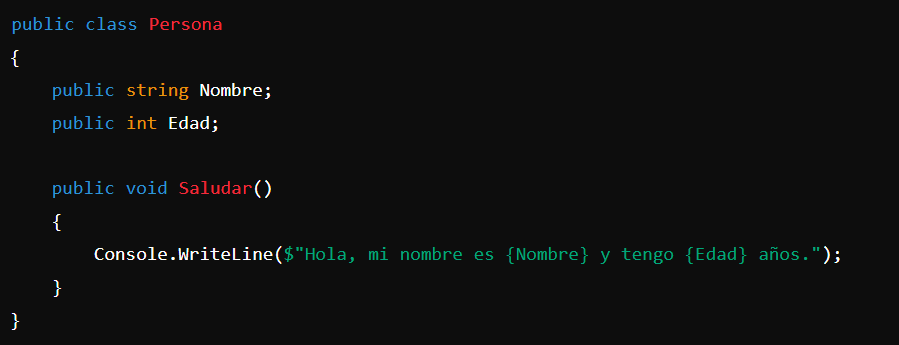 public class Persona
{
    public string Nombre;
    public int Edad;

    public void Saludar()
    {
        Console.WriteLine($"Hola, mi nombre es {Nombre} y tengo {Edad} años.");
    }
}